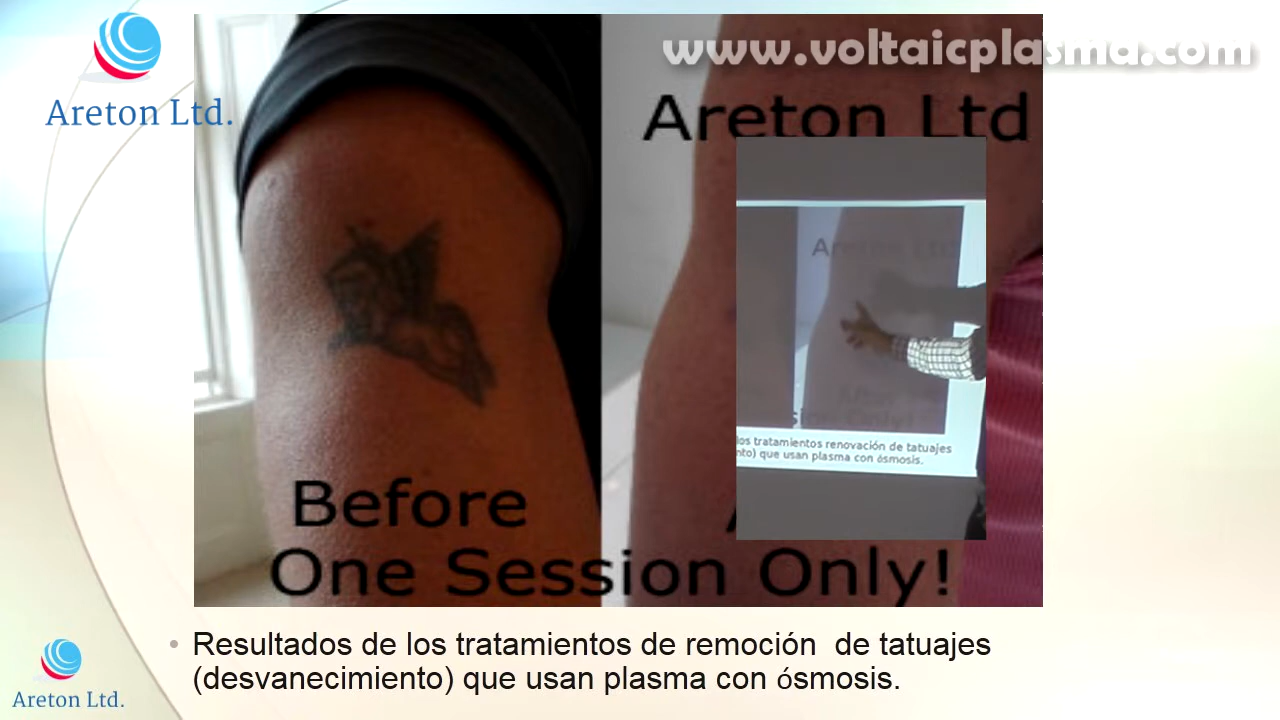 www.voltaicplasma.com
Areton Ltd.
Areton Ltd
Areton Ltd
Before
One Session Only!
Only!
los tratamientos renovación de tatuajes
nto) que usan plasma con ósmosis.
• Resultados de los tratamientos de remoción de tatuajes
(desvanecimiento) que usan plasma con ósmosis.
Areton Ltd.